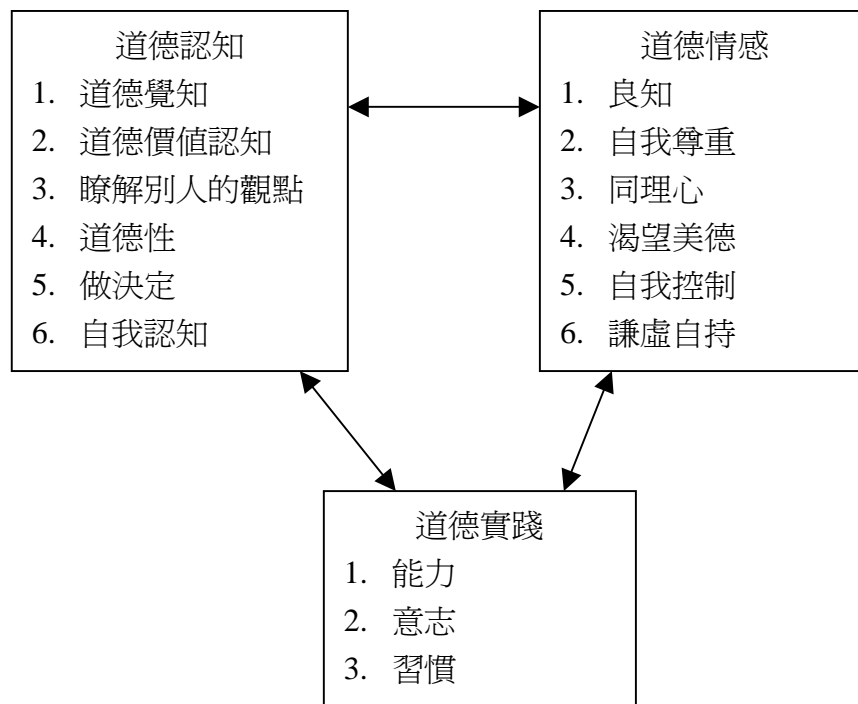 道德認知
1. 道德覺知
2. 道德價值認知
3. 瞭解別人的觀點
4. 道德性
5. 做決定
6. 自我認知
道德情感
1. 良知
2. 自我尊重
3. 同理心
4. 渴望美德
5. 自我控制
6. 謙虛自持
道德實踐
1. 能力
2. 意志
3. 習慣